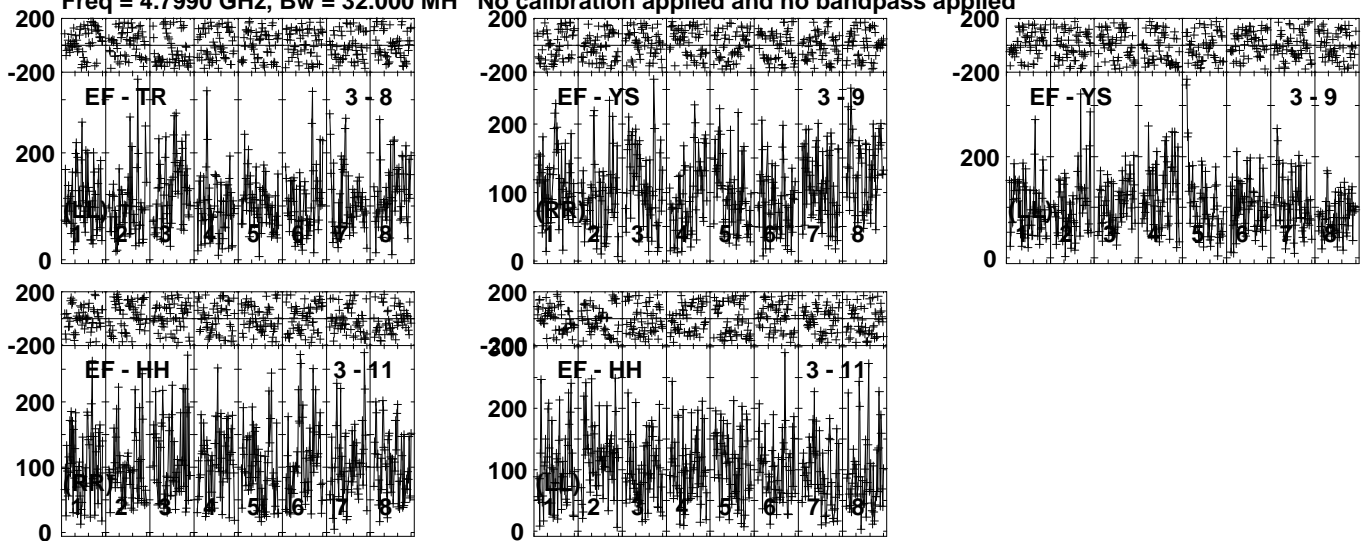 Freq = 4.7990 GHz, Bw = 32.000 MH No calibration applied and no bandpass applied
200
-200
EF - TR 3 - 8
200
(LL)
1 2 3 4 5 6 7 8
0
200
-200
EF - YS 3 - 9
200
100
(RR)
1 2 3 4 5 6 7 8
0
200
-200
EF - YS 3 - 9
200
(LL)
1 2 3 4 5 6 7 8
0
200
-200
EF - HH 3 - 11
200
100
(RR)
1 2 3 4 5 6 7 8
0
200
-200
300
EF - HH 3 - 11
200
100
(LL)
1 2 3 4 5 6 7 8
0